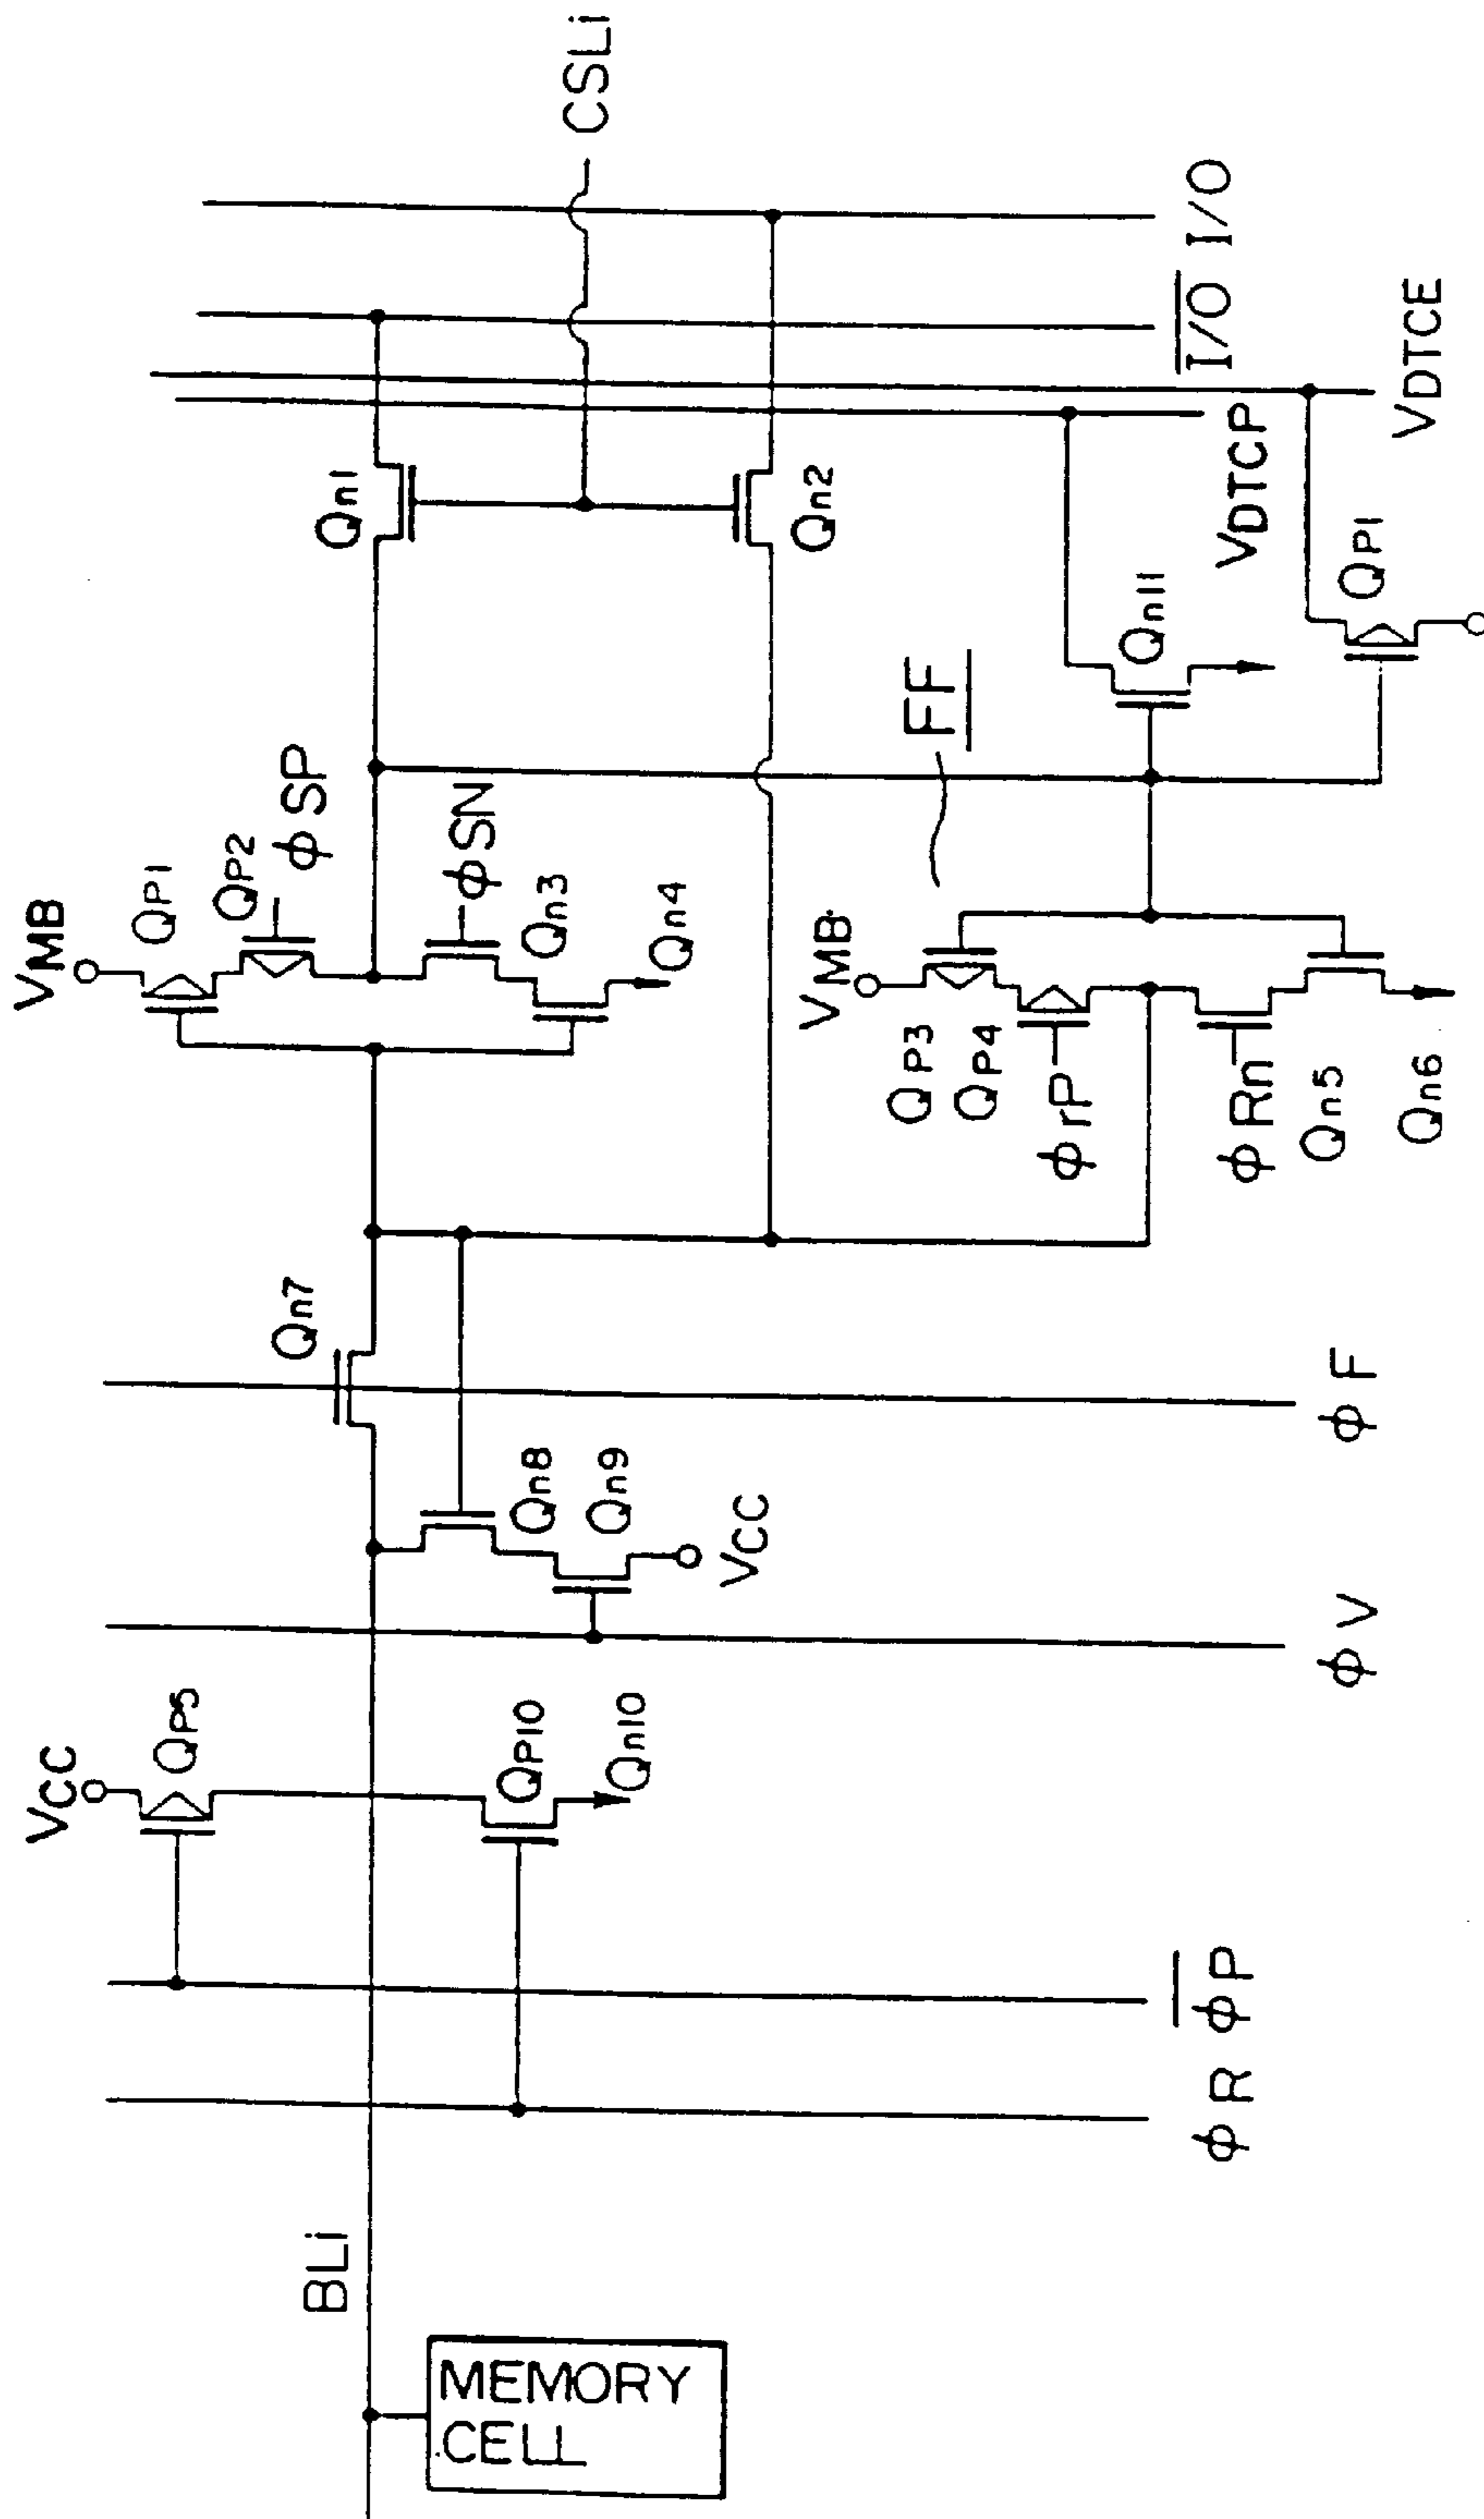 VMB
QP1
QP2
φSP
φSN
Qn3
Qn4
Qn1
CSLi
Qn2
FF
VMB
QP3
QP4
φrP
φRn
Qn5
Qn6
Qn11
VDTCP
QP1
VDTCE
I/O
I/O
Qn7
Qn8
Qn9
VCC
φF
φV
VCC
QP5
QP10
Qn10
φP
φR
BLi
MEMORY
CELL